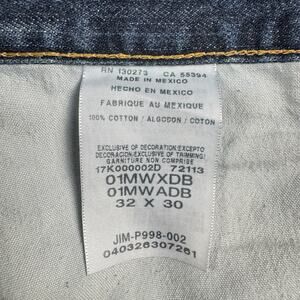 RN 130273 CA 55394
MADE IN MEXICO
HECHO EN MEXICO
FABRIQUE AU MEXIQUE
100% COTTON / ALGODON / COTON
EXCLUSIVE OF DECORATION/EXCEPTO
DECORACION/EXCLUSIVE OF TRIMMING/
GARNITURE NON COMPRISE
17K000002D 72113
01MWXDB
01MWADB
32 X 30
JIM-P998-002
040326307261